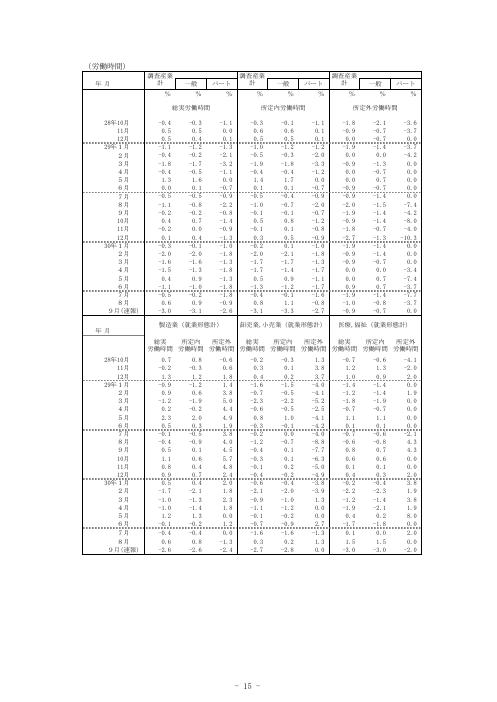 (労働時間)
調査産業 調査産業 調査産業
年 月 計 一般 パート 計 一般 パート 計 一般 パート
% % % % % % % % %
総実労働時間 所定内労働時間 所定外労働時間
28年10月 -0.4 -0.3 -1.1 -0.3 -0.1 -1.1 -1.8 -2.1 -3.6
11月 0.5 0.5 0.0 0.6 0.6 0.1 -0.9 -0.7 -3.7
12月 0.5 0.4 0.1 0.5 0.5 0.1 0.0 -0.7 0.0
29年 1月 -1.1 -1.2 -1.3 -1.0 -1.2 -1.2 -1.9 -1.4 -3.7
2月 -0.4 -0.2 -2.1 -0.5 -0.3 -2.0 0.0 0.0 -4.2
3月 -1.8 -1.7 -3.2 -1.9 -1.8 -3.3 -0.9 -1.3 0.0
4月 -0.4 -0.5 -1.1 -0.4 -0.4 -1.2 0.0 -0.7 0.0
5月 1.3 1.6 0.0 1.4 1.7 0.0 0.0 -0.7 0.0
6月 0.0 0.1 -0.7 0.1 0.1 -0.7 -0.9 -0.7 0.0
7月 -0.5 -0.5 -0.9 -0.5 -0.4 -0.9 -0.9 -1.4 0.0
8月 -1.1 -0.8 -2.2 -1.0 -0.7 -2.0 -2.0 -1.5 -7.4
9月 -0.2 -0.2 -0.8 -0.1 -0.1 -0.7 -1.9 -1.4 -4.2
10月 0.4 0.7 -1.4 0.5 0.8 -1.2 -0.9 -1.4 -8.0
11月 -0.2 0.0 -0.9 -0.1 0.1 -0.8 -1.8 -0.7 -4.0
12月 0.1 0.4 -1.3 0.3 0.5 -0.9 -2.7 -1.3 -10.3
30年 1月 -0.3 -0.1 -1.0 -0.2 0.1 -1.0 -1.9 -1.4 0.0
2月 -2.0 -2.0 -1.8 -2.0 -2.1 -1.8 -0.9 -1.4 0.0
3月 -1.6 -1.6 -1.3 -1.7 -1.7 -1.3 -0.9 -0.7 0.0
4月 -1.5 -1.3 -1.8 -1.7 -1.4 -1.7 0.0 0.0 -3.4
5月 0.4 0.9 -1.3 0.5 0.9 -1.1 0.0 0.7 -7.4
6月 -1.1 -1.0 -1.8 -1.3 -1.2 -1.7 0.9 0.7 -3.7
7月 -0.5 -0.2 -1.8 -0.4 -0.1 -1.6 -1.9 -1.4 -7.7
8月 0.6 0.9 -0.9 0.8 1.1 -0.8 -1.0 -0.8 -3.7
9月(速報) -3.0 -3.1 -2.6 -3.1 -3.3 -2.7 -0.9 -0.7 0.0
製造業 (就業形態計) 卸売業,小売業 (就業形態計) 医療,福祉 (就業形態計)
年 月
総実 所定内 所定外 総実 所定内 所定外 総実 所定内 所定外
労働時間 労働時間 労働時間 労働時間 労働時間 労働時間 労働時間 労働時間 労働時間
28年10月 0.7 0.8 -0.6 -0.2 -0.3 1.3 -0.7 -0.6 -4.1
11月 -0.2 -0.3 0.6 0.3 0.1 3.8 1.2 1.3 -2.0
12月 1.3 1.2 1.8 0.4 0.2 3.7 1.0 0.9 2.0
29年 1月 -0.9 -1.2 1.4 -1.6 -1.5 -4.0 -1.4 -1.4 0.0
2月 0.9 0.6 3.8 -0.7 -0.5 -4.1 -1.2 -1.4 1.9
3月 -1.2 -1.9 5.0 -2.3 -2.2 -5.2 -1.8 -1.9 0.0
4月 0.2 -0.2 4.4 -0.6 -0.5 -2.5 -0.7 -0.7 0.0
5月 2.3 2.0 4.9 0.8 1.0 -4.1 1.1 1.1 0.0
6月 0.5 0.3 1.9 -0.3 -0.1 -4.2 0.1 0.1 0.0
7月 -0.1 -0.5 3.8 -0.2 0.0 -4.0 -0.7 -0.6 -2.1
8月 -0.4 -0.9 4.0 -1.2 -0.7 -8.8 -0.6 -0.8 4.3
9月 0.5 0.1 4.5 -0.4 0.1 -7.7 0.8 0.7 4.3
10月 1.1 0.6 5.7 -0.3 0.1 -6.3 0.6 0.6 0.0
11月 0.8 0.4 4.8 -0.1 0.2 -5.0 0.1 0.1 0.0
12月 0.9 0.7 2.4 -0.4 -0.2 -4.9 0.4 0.3 2.0
30年 1月 0.5 0.4 2.0 -0.6 -0.4 -3.8 -0.2 -0.4 3.8
2月 -1.7 -2.1 1.8 -2.1 -2.0 -3.9 -2.2 -2.3 1.9
3月 -1.0 -1.3 2.3 -0.9 -1.0 1.3 -1.2 -1.4 3.8
4月 -1.0 -1.4 1.8 -1.1 -1.2 0.0 -1.9 -2.1 1.9
5月 1.2 1.3 0.0 -0.1 -0.2 0.0 0.4 0.2 8.0
6月 -0.1 -0.2 1.2 -0.7 -0.9 2.7 -1.7 -1.8 0.0
7月 -0.4 -0.4 0.0 -1.6 -1.6 -1.3 0.1 0.0 2.0
8月 0.6 0.8 -1.3 0.3 0.2 1.3 1.5 1.5 0.0
9月(速報) -2.6 -2.6 -2.4 -2.7 -2.8 0.0 -3.0 -3.0 -2.0
- 15 -